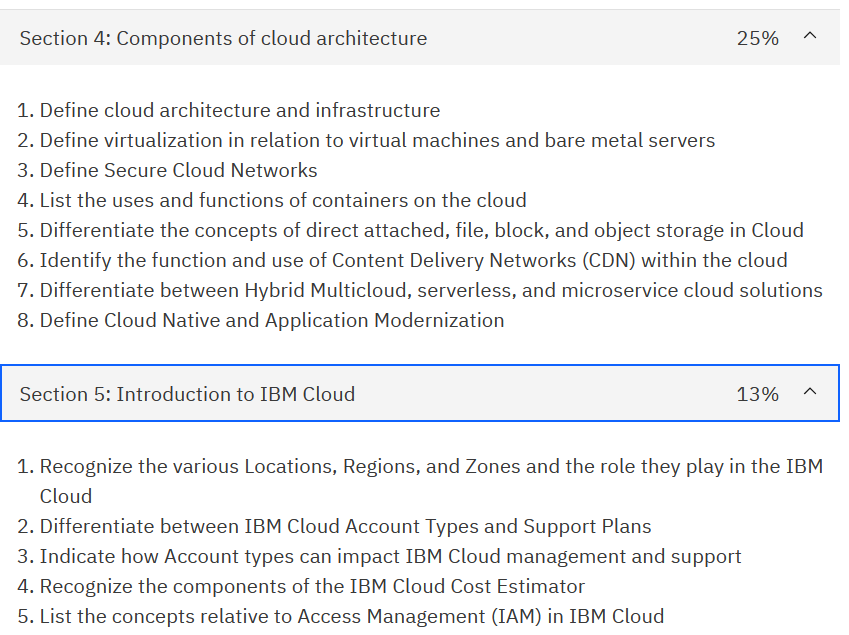 Section 4: Components of cloud architecture 25%
1. Define cloud architecture and infrastructure
2. Define virtualization in relation to virtual machines and bare metal servers
3. Define Secure Cloud Networks
4. List the uses and functions of containers on the cloud
5. Differentiate the concepts of direct attached, file, block, and object storage in Cloud
6. Identify the function and use of Content Delivery Networks (CDN) within the cloud
7. Differentiate between Hybrid Multicloud, serverless, and microservice cloud solutions
8. Define Cloud Native and Application Modernization
Section 5: Introduction to IBM Cloud 13%
1. Recognize the various Locations, Regions, and Zones and the role they play in the IBM
Cloud
2. Differentiate between IBM Cloud Account Types and Support Plans
3. Indicate how Account types can impact IBM Cloud management and support
4. Recognize the components of the IBM Cloud Cost Estimator
5. List the concepts relative to Access Management (IAM) in IBM Cloud